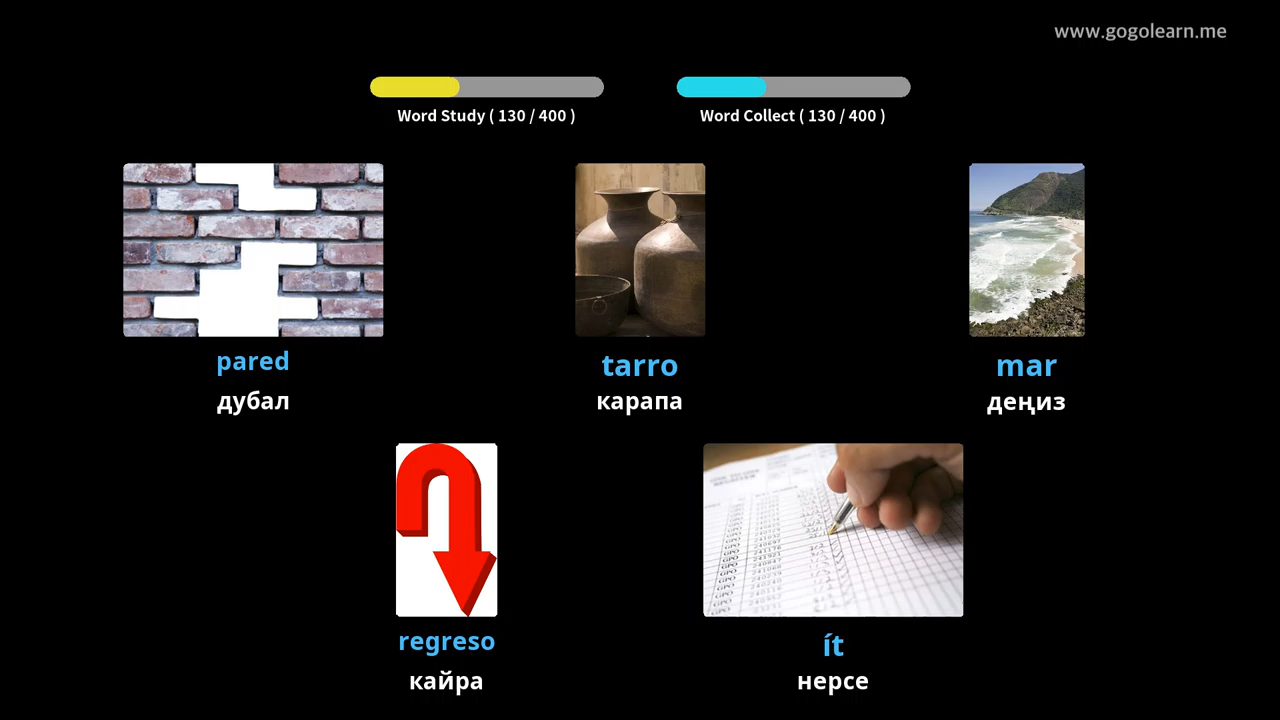 www.gogolearn.me
Word Study ( 130 / 400 )
Word Collect ( 130 / 400 )
pared
дубал
tarro
карапа
mar
деңиз
regreso
кайра
ít
нерсе